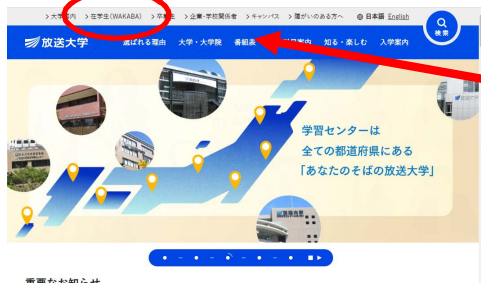 > 大学案内 > 在学生(WAKABA) > 卒業生 > 企業・学校関係者 > キャンパス > 障がいのある方へ 日本語 English
検索
放送大学 選ばれる理由 大学・大学院 番組表 知る・楽しむ 入学案内
学習センターは
全ての都道府県にある
「あなたのそばの放送大学」
重要なお知らせ